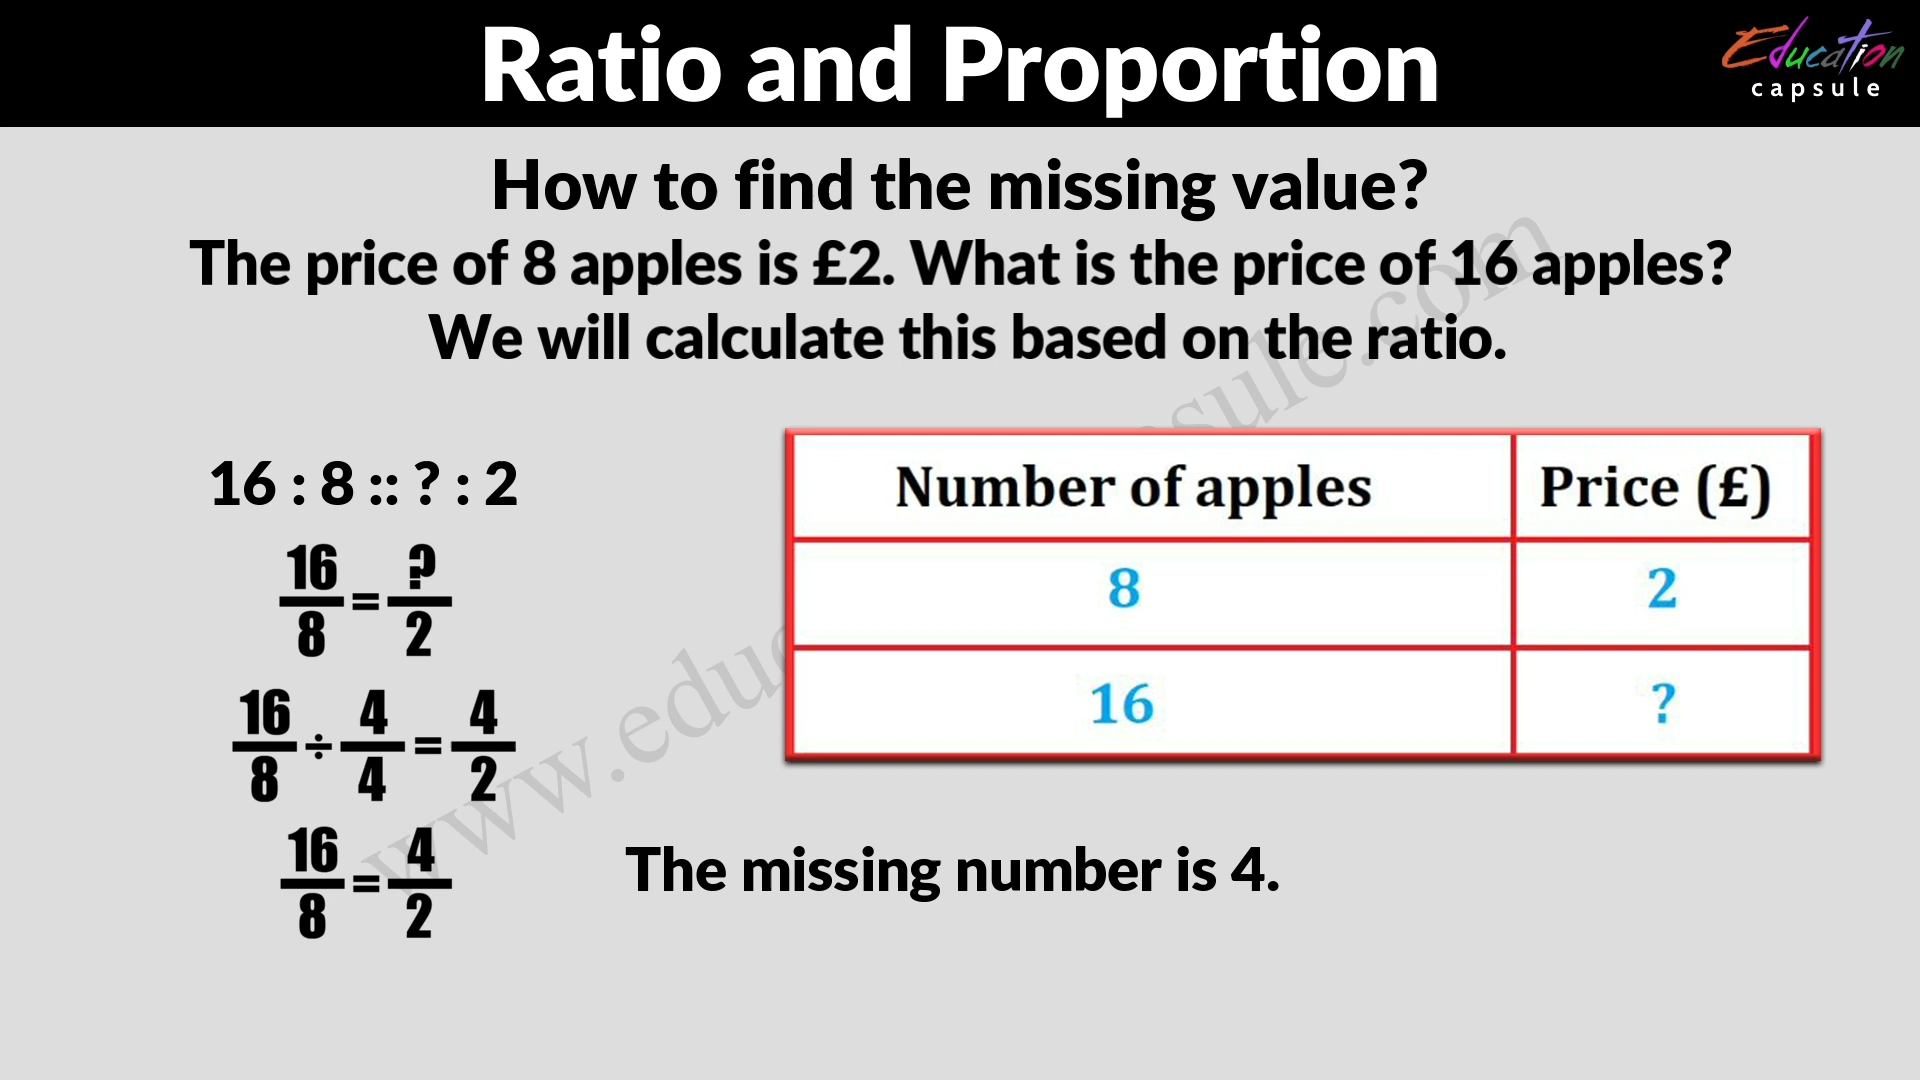 Ratio and Proportion
Education
capsule
How to find the missing value?
The price of 8 apples is £2. What is the price of 16 apples?
We will calculate this based on the ratio.
16 : 8 :: ? : 2
16/8 = ?/2
16/8 ÷ 4/4 = 4/2
16/8 = 4/2
Number of apples Price (£)
8 2
16 ?
The missing number is 4.